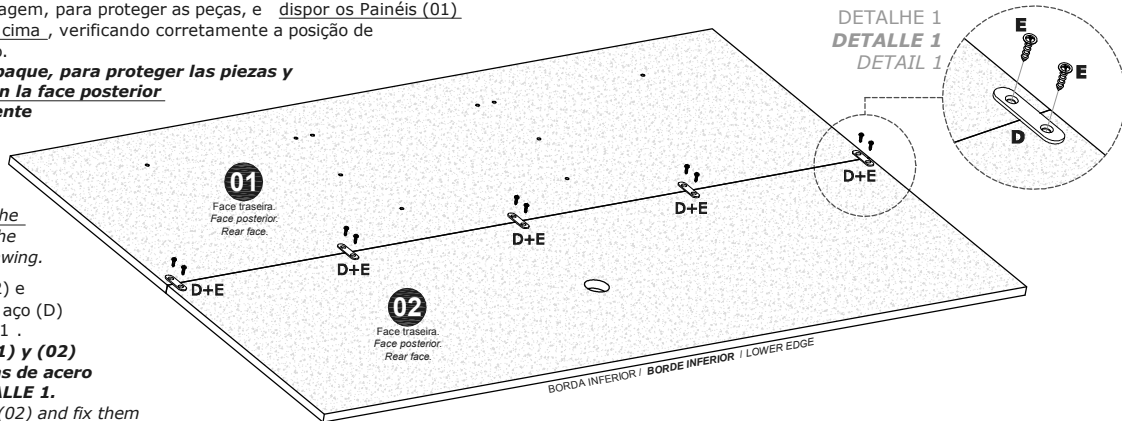 agem, para proteger as peças, e dispor os Painéis (01)
cima , verificando corretamente a posição de
o.
baque, para proteger las piezas y
n la face posterior
ente
he
he
wing.
2) e
aço (D)
1 .
1) y (02)
as de acero
ALLE 1.
(02) and fix them
01
Face traseira.
Face posterior.
Rear face.
02
Face traseira.
Face posterior.
Rear face.
D+E
D+E
D+E
D+E
D+E
BORDA INFERIOR / BORDE INFERIOR / LOWER EDGE
DETALHE 1
DETALLE 1
DETAIL 1
E
E
D